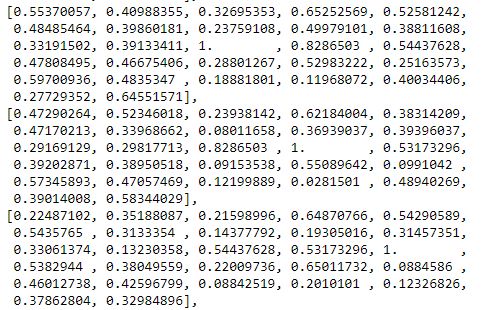 [0.55370057, 0.40988355, 0.32695353, 0.65252569, 0.52581242,
0.48485464, 0.39860181, 0.23759108, 0.49979101, 0.38811608,
0.33191502, 0.39133411, 1.        , 0.8286503 , 0.54437628,
0.47808495, 0.46675406, 0.28801267, 0.52983222, 0.25163573,
0.59700936, 0.4835347 , 0.18881801, 0.11968072, 0.40034406,
0.27729352, 0.64551571],
[0.47290264, 0.52346018, 0.23938142, 0.62184004, 0.38314209,
0.47170213, 0.33968662, 0.08011658, 0.36939037, 0.39396037,
0.29169129, 0.29817713, 0.8286503 , 1.        , 0.53173296,
0.39202871, 0.38950518, 0.09153538, 0.55089642, 0.0991042 ,
0.57345893, 0.47057469, 0.12199889, 0.0281501 , 0.48940269,
0.39014008, 0.58344029],
[0.22487102, 0.35188087, 0.21598996, 0.64870766, 0.54290589,
0.5435765 , 0.3133354 , 0.14377792, 0.19305016, 0.31457351,
0.33061374, 0.13230358, 0.54437628, 0.53173296, 1.        ,
0.5382944 , 0.38049559, 0.22009736, 0.65011732, 0.0884586 ,
0.46012738, 0.42596799, 0.08842519, 0.2010101 , 0.12326826,
0.37862804, 0.32984896],